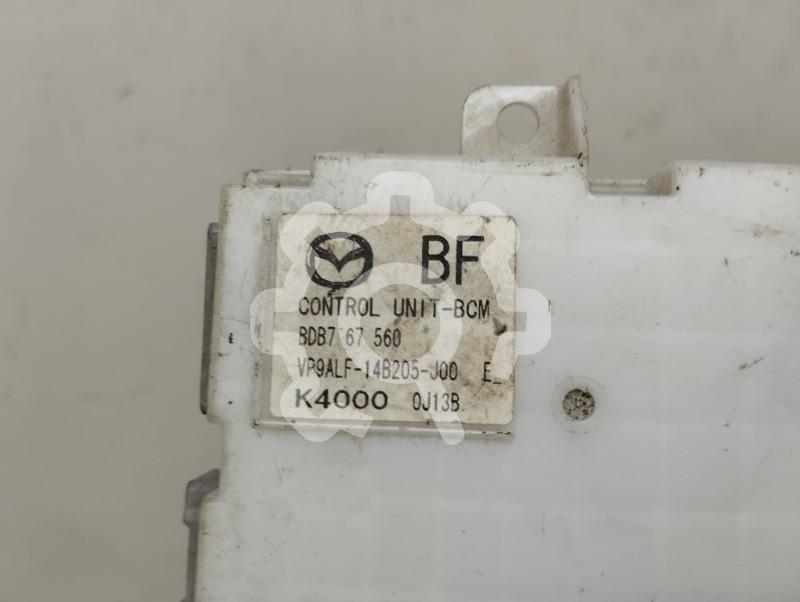 BF
CONTROL UNIT-BCM
BDB7 67 560
VP9ALF-14B205-J00 E
K4000 0J13B